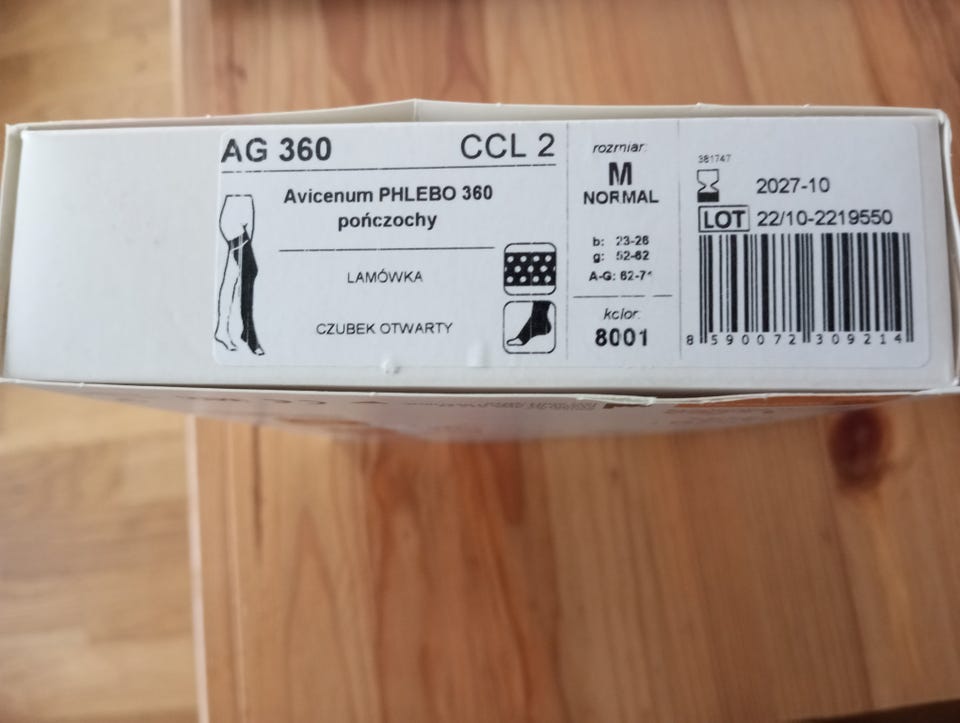 AG 360
CCL 2
Avicenum PHLEBO 360
pończochy
LAMÓWKA
CZUBEK OTWARTY
rozmiar:
M
NORMAL
b: 23-26
g: 52-62
A-G: 62-71
kolor:
8001
381747
2027-10
LOT 22/10-2219550
8 590072 309214